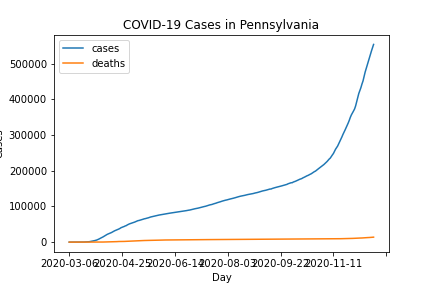 COVID-19 Cases in Pennsylvania
cases
deaths
500000
400000
300000
200000
100000
0
2020-03-06 2020-04-25 2020-06-14 2020-08-03 2020-09-22 2020-11-11
Day